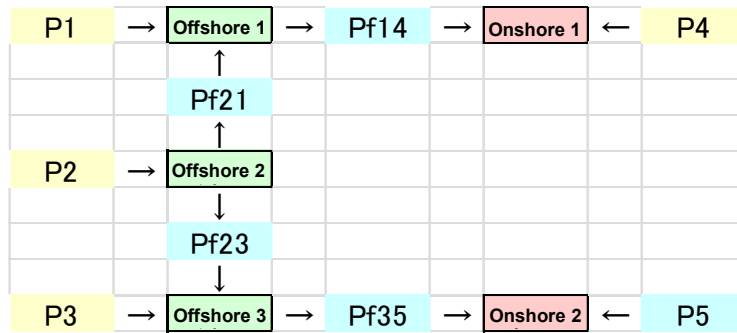 P1 → Offshore 1 → Pf14 → Onshore 1 ← P4
↑
Pf21
↑
P2 → Offshore 2
↓
Pf23
↓
P3 → Offshore 3 → Pf35 → Onshore 2 ← P5